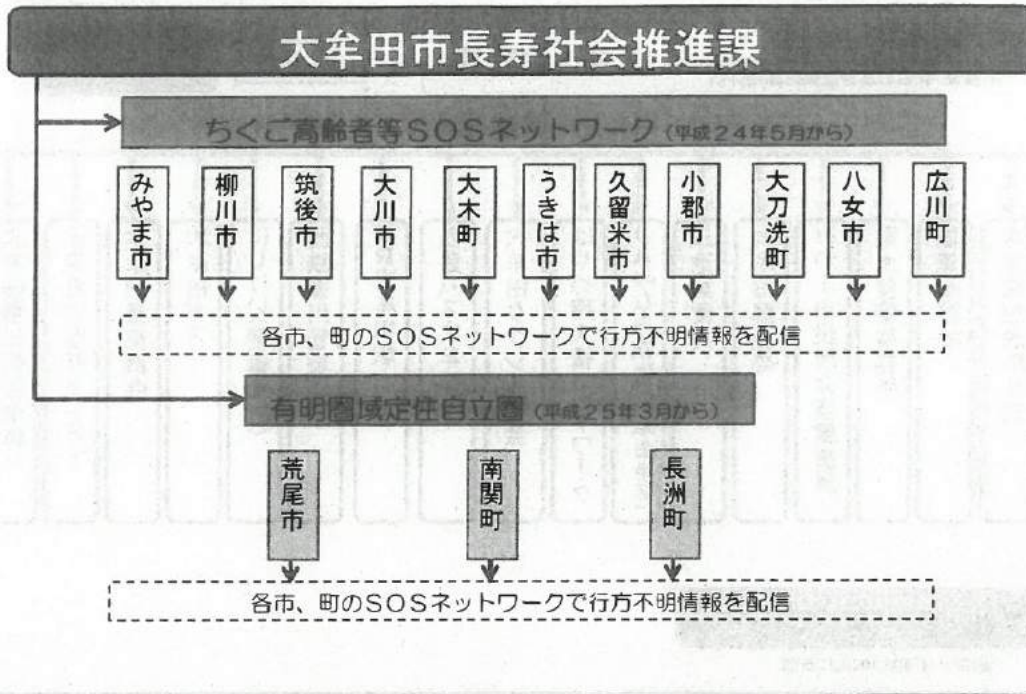 大牟田市長寿社会推進課
ちくご高齢者等SOSネットワーク(平成24年5月から)
みやま市
柳川市
筑後市
大川市
大木町
うきは市
久留米市
小郡市
大刀洗町
八女市
広川町
各市、町のSOSネットワークで行方不明情報を配信
有明圏域定住自立圏(平成25年3月から)
荒尾市
南関町
長洲町
各市、町のSOSネットワークで行方不明情報を配信